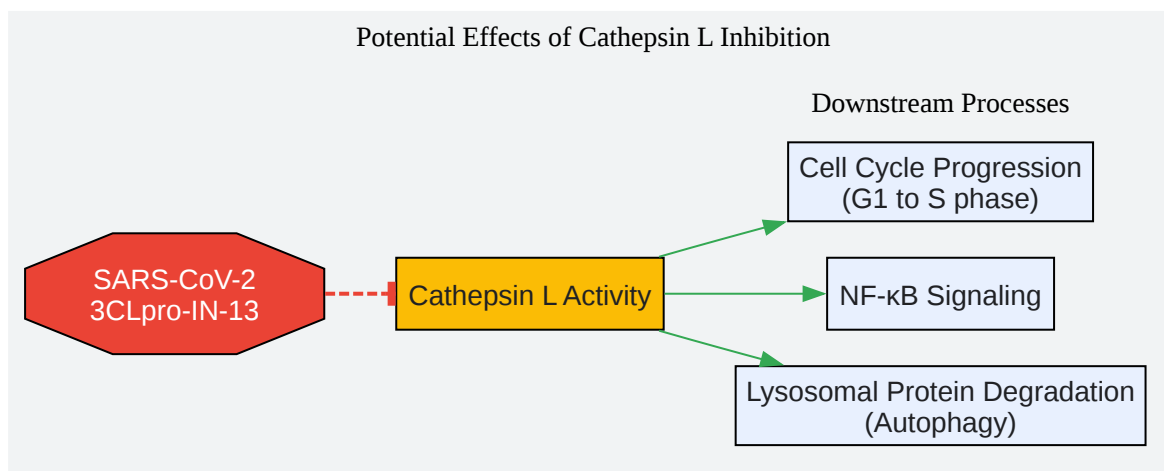 Potential Effects of Cathepsin L Inhibition
Downstream Processes
Cell Cycle Progression
(G1 to S phase)
SARS-CoV-2
3CLpro-IN-13
Cathepsin L Activity
NF-κB Signaling
Lysosomal Protein Degradation
(Autophagy)